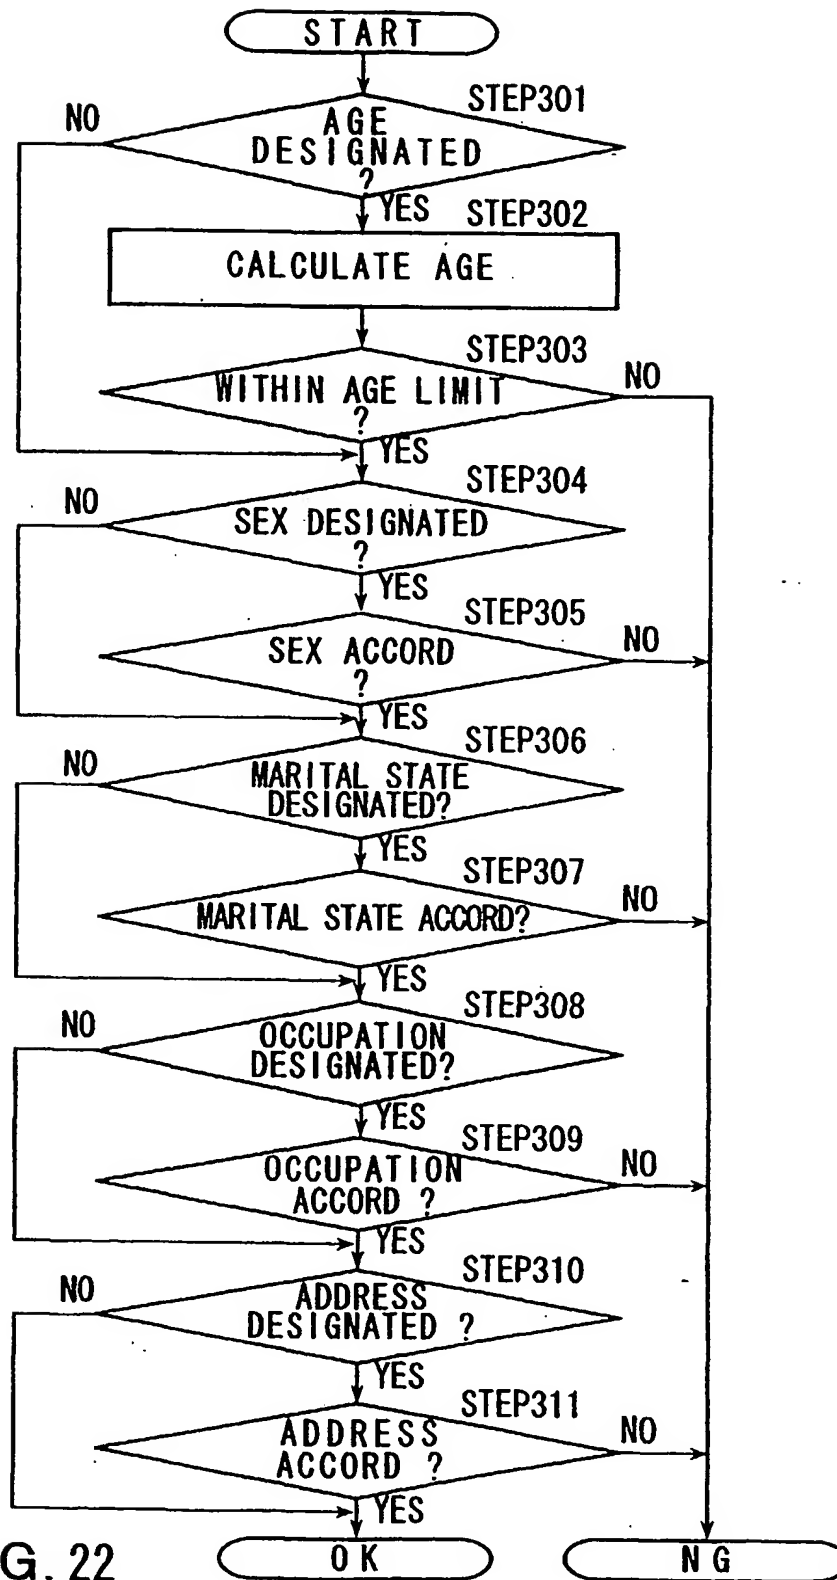 START
STEP301
NO
AGE
DESIGNATED
?
YES
STEP302
CALCULATE AGE
STEP303
NO
WITHIN AGE LIMIT
?
YES
STEP304
NO
SEX DESIGNATED
?
YES
STEP305
NO
SEX ACCORD
?
YES
STEP306
NO
MARITAL STATE
DESIGNATED?
YES
STEP307
NO
MARITAL STATE ACCORD?
YES
STEP308
NO
OCCUPATION
DESIGNATED?
YES
STEP309
NO
OCCUPATION
ACCORD ?
YES
STEP310
NO
ADDRESS
DESIGNATED ?
YES
STEP311
NO
ADDRESS
ACCORD ?
YES
G. 22
OK
NG